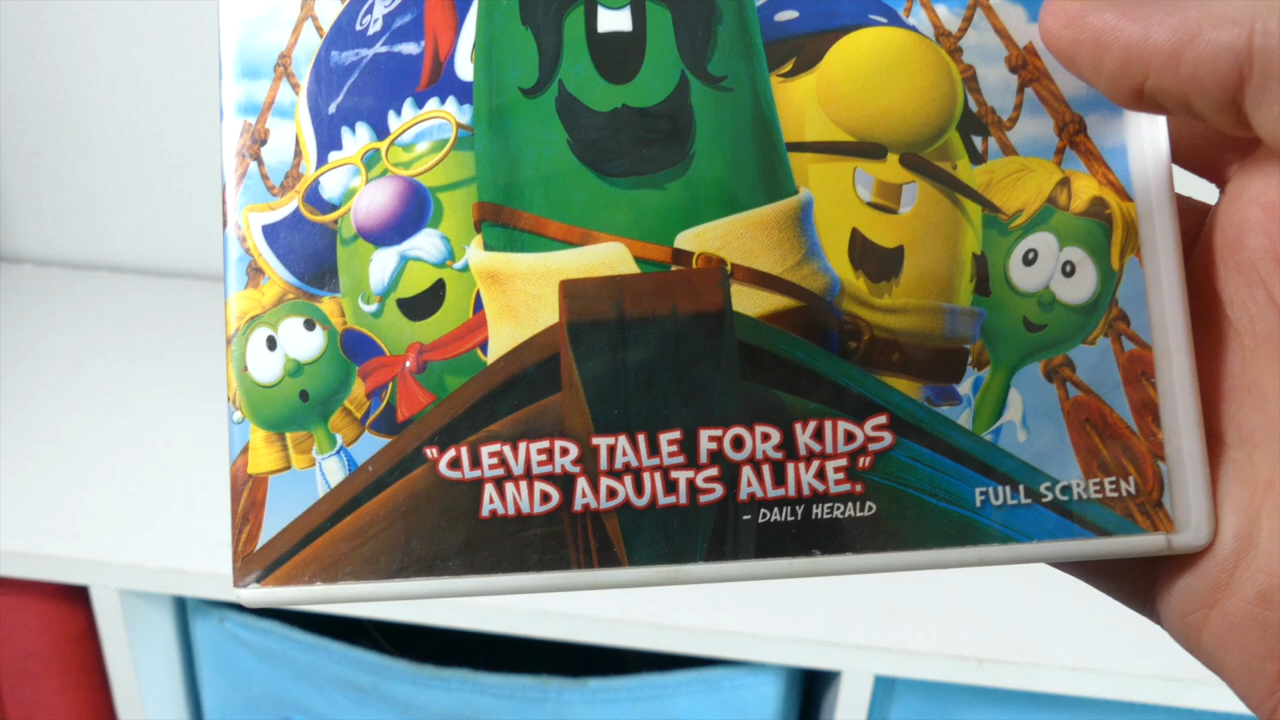 "CLEVER TALE FOR KIDS
AND ADULTS ALIKE."
- DAILY HERALD
FULL SCREEN